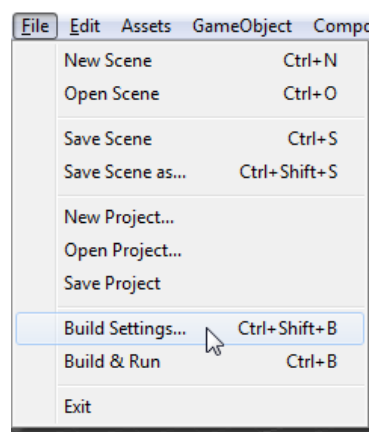 File Edit Assets GameObject Compo
New Scene Ctrl+N
Open Scene Ctrl+O
Save Scene Ctrl+S
Save Scene as... Ctrl+Shift+S
New Project...
Open Project...
Save Project
Build Settings... Ctrl+Shift+B
Build & Run Ctrl+B
Exit